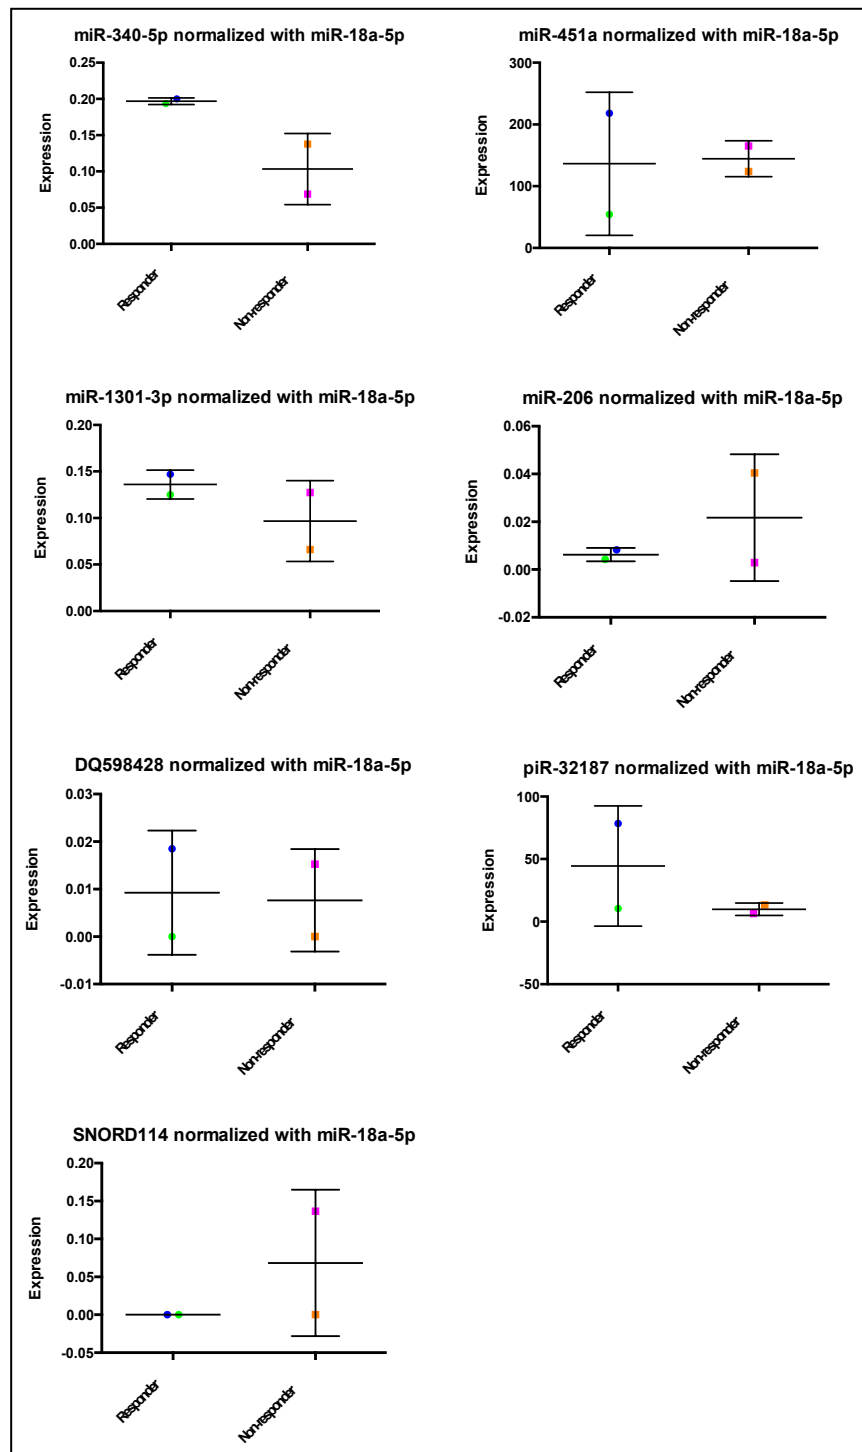 miR-340-5p normalized with miR-18a-5p
Expression
0.25
0.20
0.15
0.10
0.05
0.00
Responder
Non-responder
miR-451a normalized with miR-18a-5p
Expression
300
200
100
0
Responder
Non-responder
miR-1301-3p normalized with miR-18a-5p
Expression
0.20
0.15
0.10
0.05
0.00
Responder
Non-responder
miR-206 normalized with miR-18a-5p
Expression
0.06
0.04
0.02
0.00
-0.02
Responder
Non-responder
DQ598428 normalized with miR-18a-5p
Expression
0.03
0.02
0.01
0.00
-0.01
Responder
Non-responder
piR-32187 normalized with miR-18a-5p
Expression
100
50
0
-50
Responder
Non-responder
SNORD114 normalized with miR-18a-5p
Expression
0.20
0.15
0.10
0.05
0.00
-0.05
Responder
Non-responder